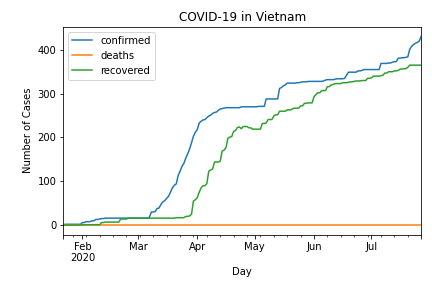 COVID-19 in Vietnam
confirmed
deaths
recovered
Number of Cases
400
300
200
100
0
Feb Mar Apr May Jun Jul
2020
Day